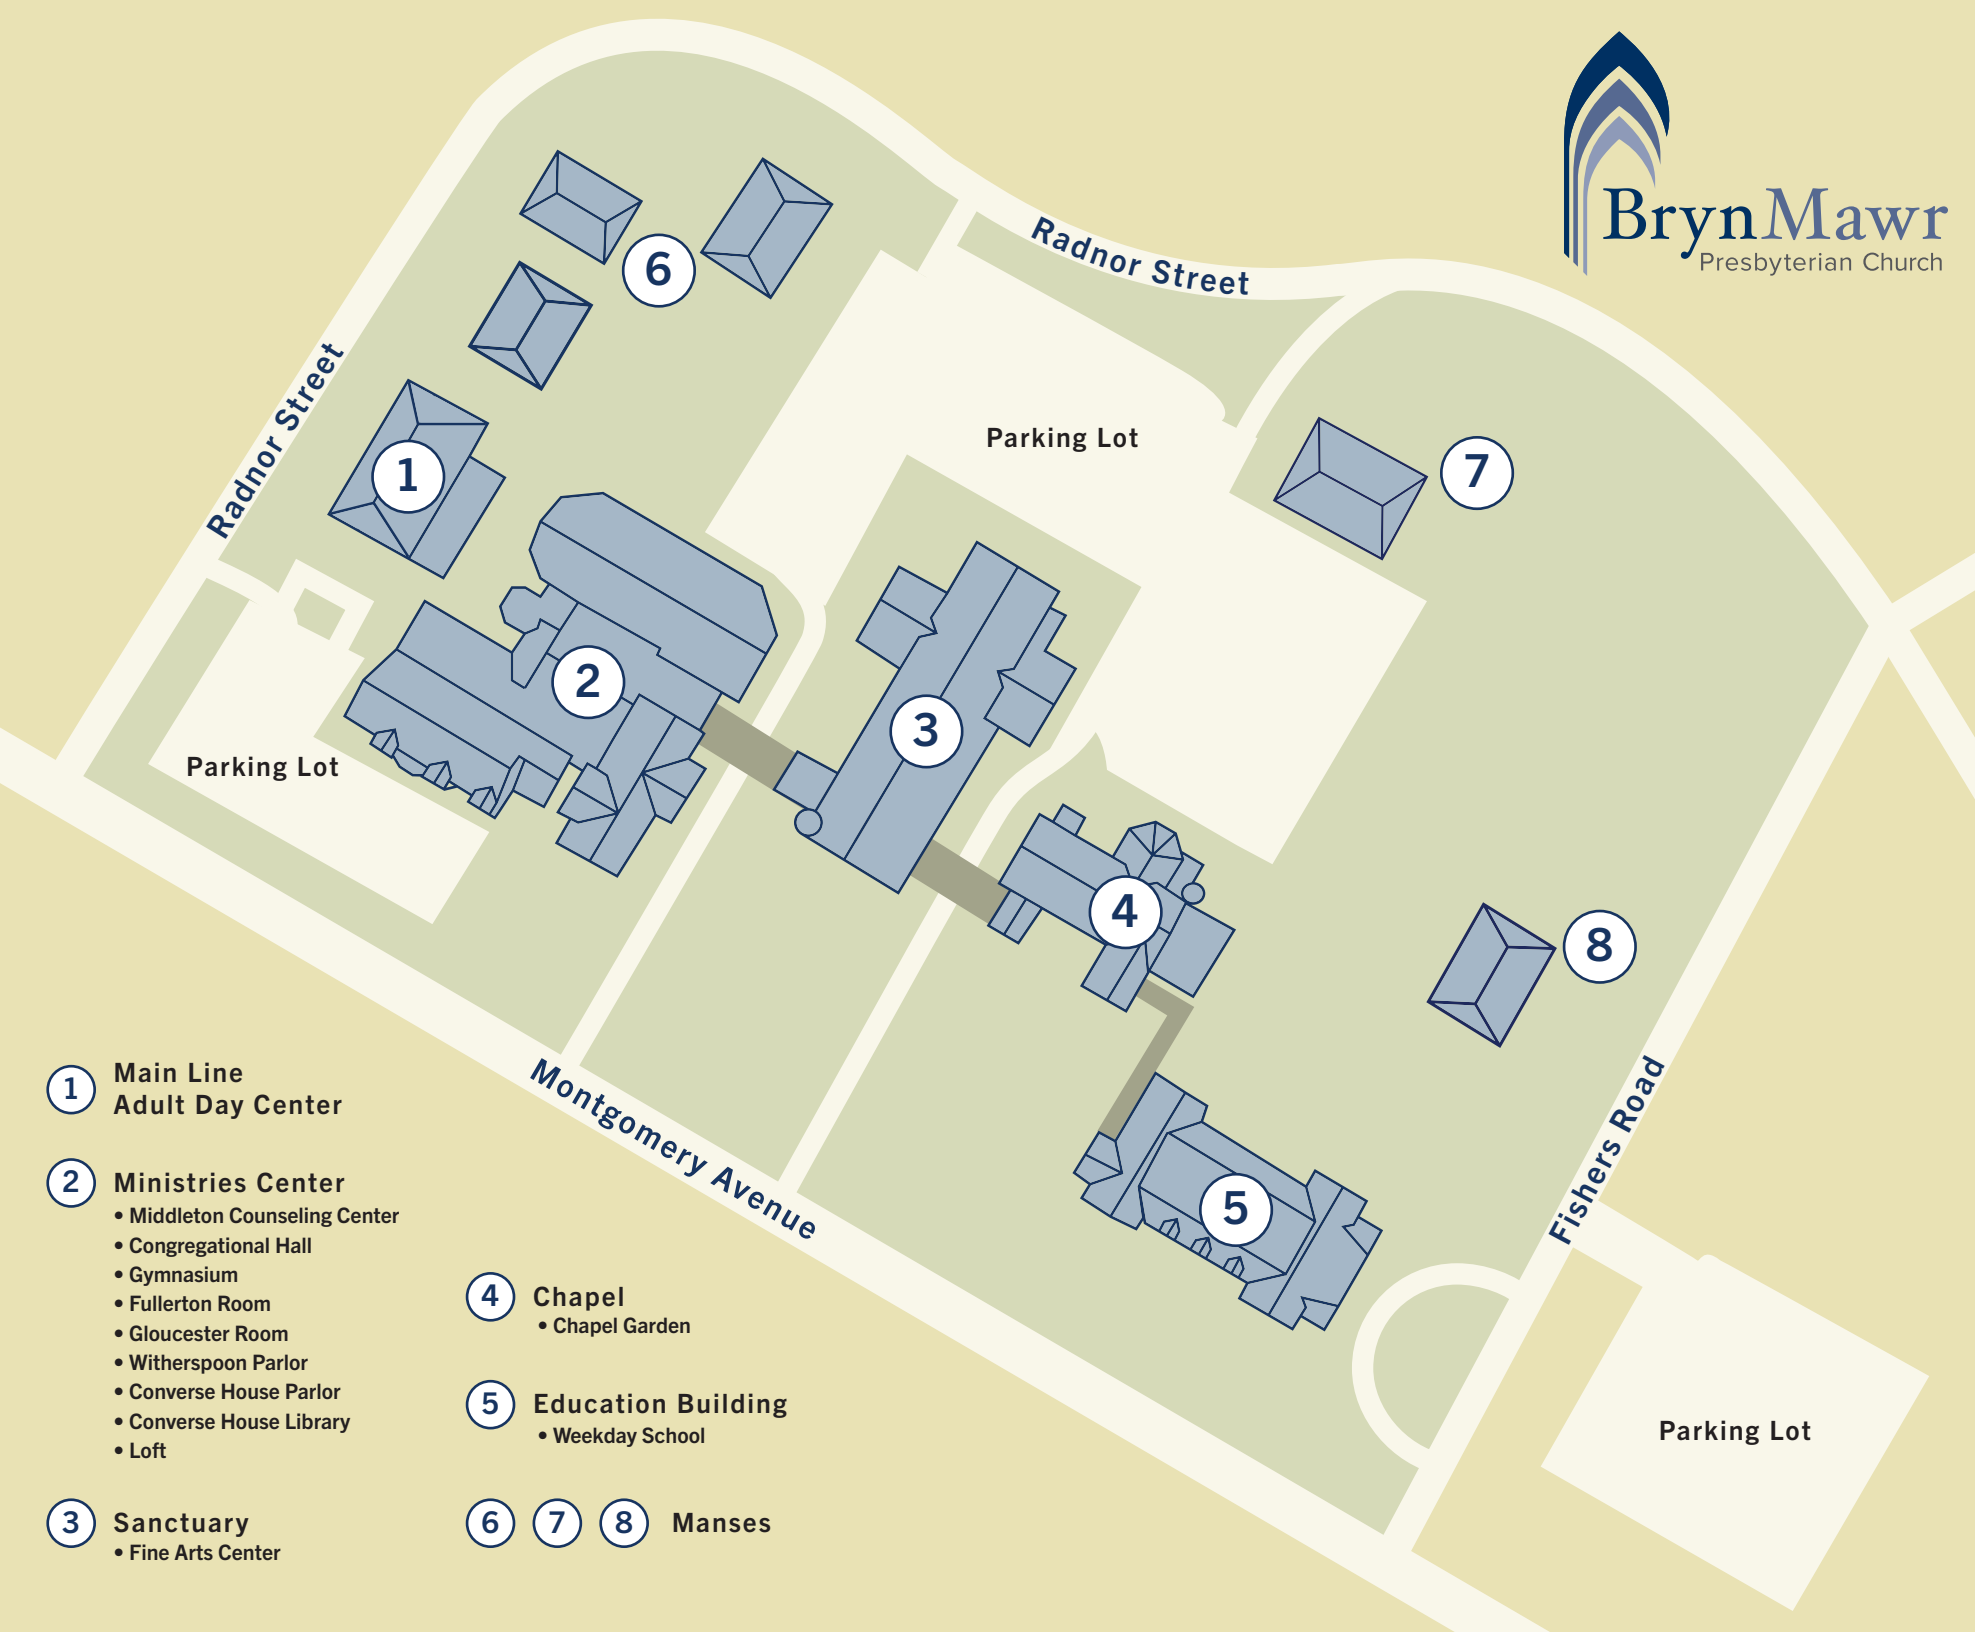 BrynMawr
Presbyterian Church
Radnor Street
Radnor Street
Parking Lot
6
7
1
2
3
Parking Lot
4
8
5
Montgomery Avenue
Fishers Road
Parking Lot
1 Main Line
Adult Day Center
2 Ministries Center
• Middleton Counseling Center
• Congregational Hall
• Gymnasium
• Fullerton Room
• Gloucester Room
• Witherspoon Parlor
• Converse House Parlor
• Converse House Library
• Loft
3 Sanctuary
• Fine Arts Center
4 Chapel
• Chapel Garden
5 Education Building
• Weekday School
6 7 8 Manses